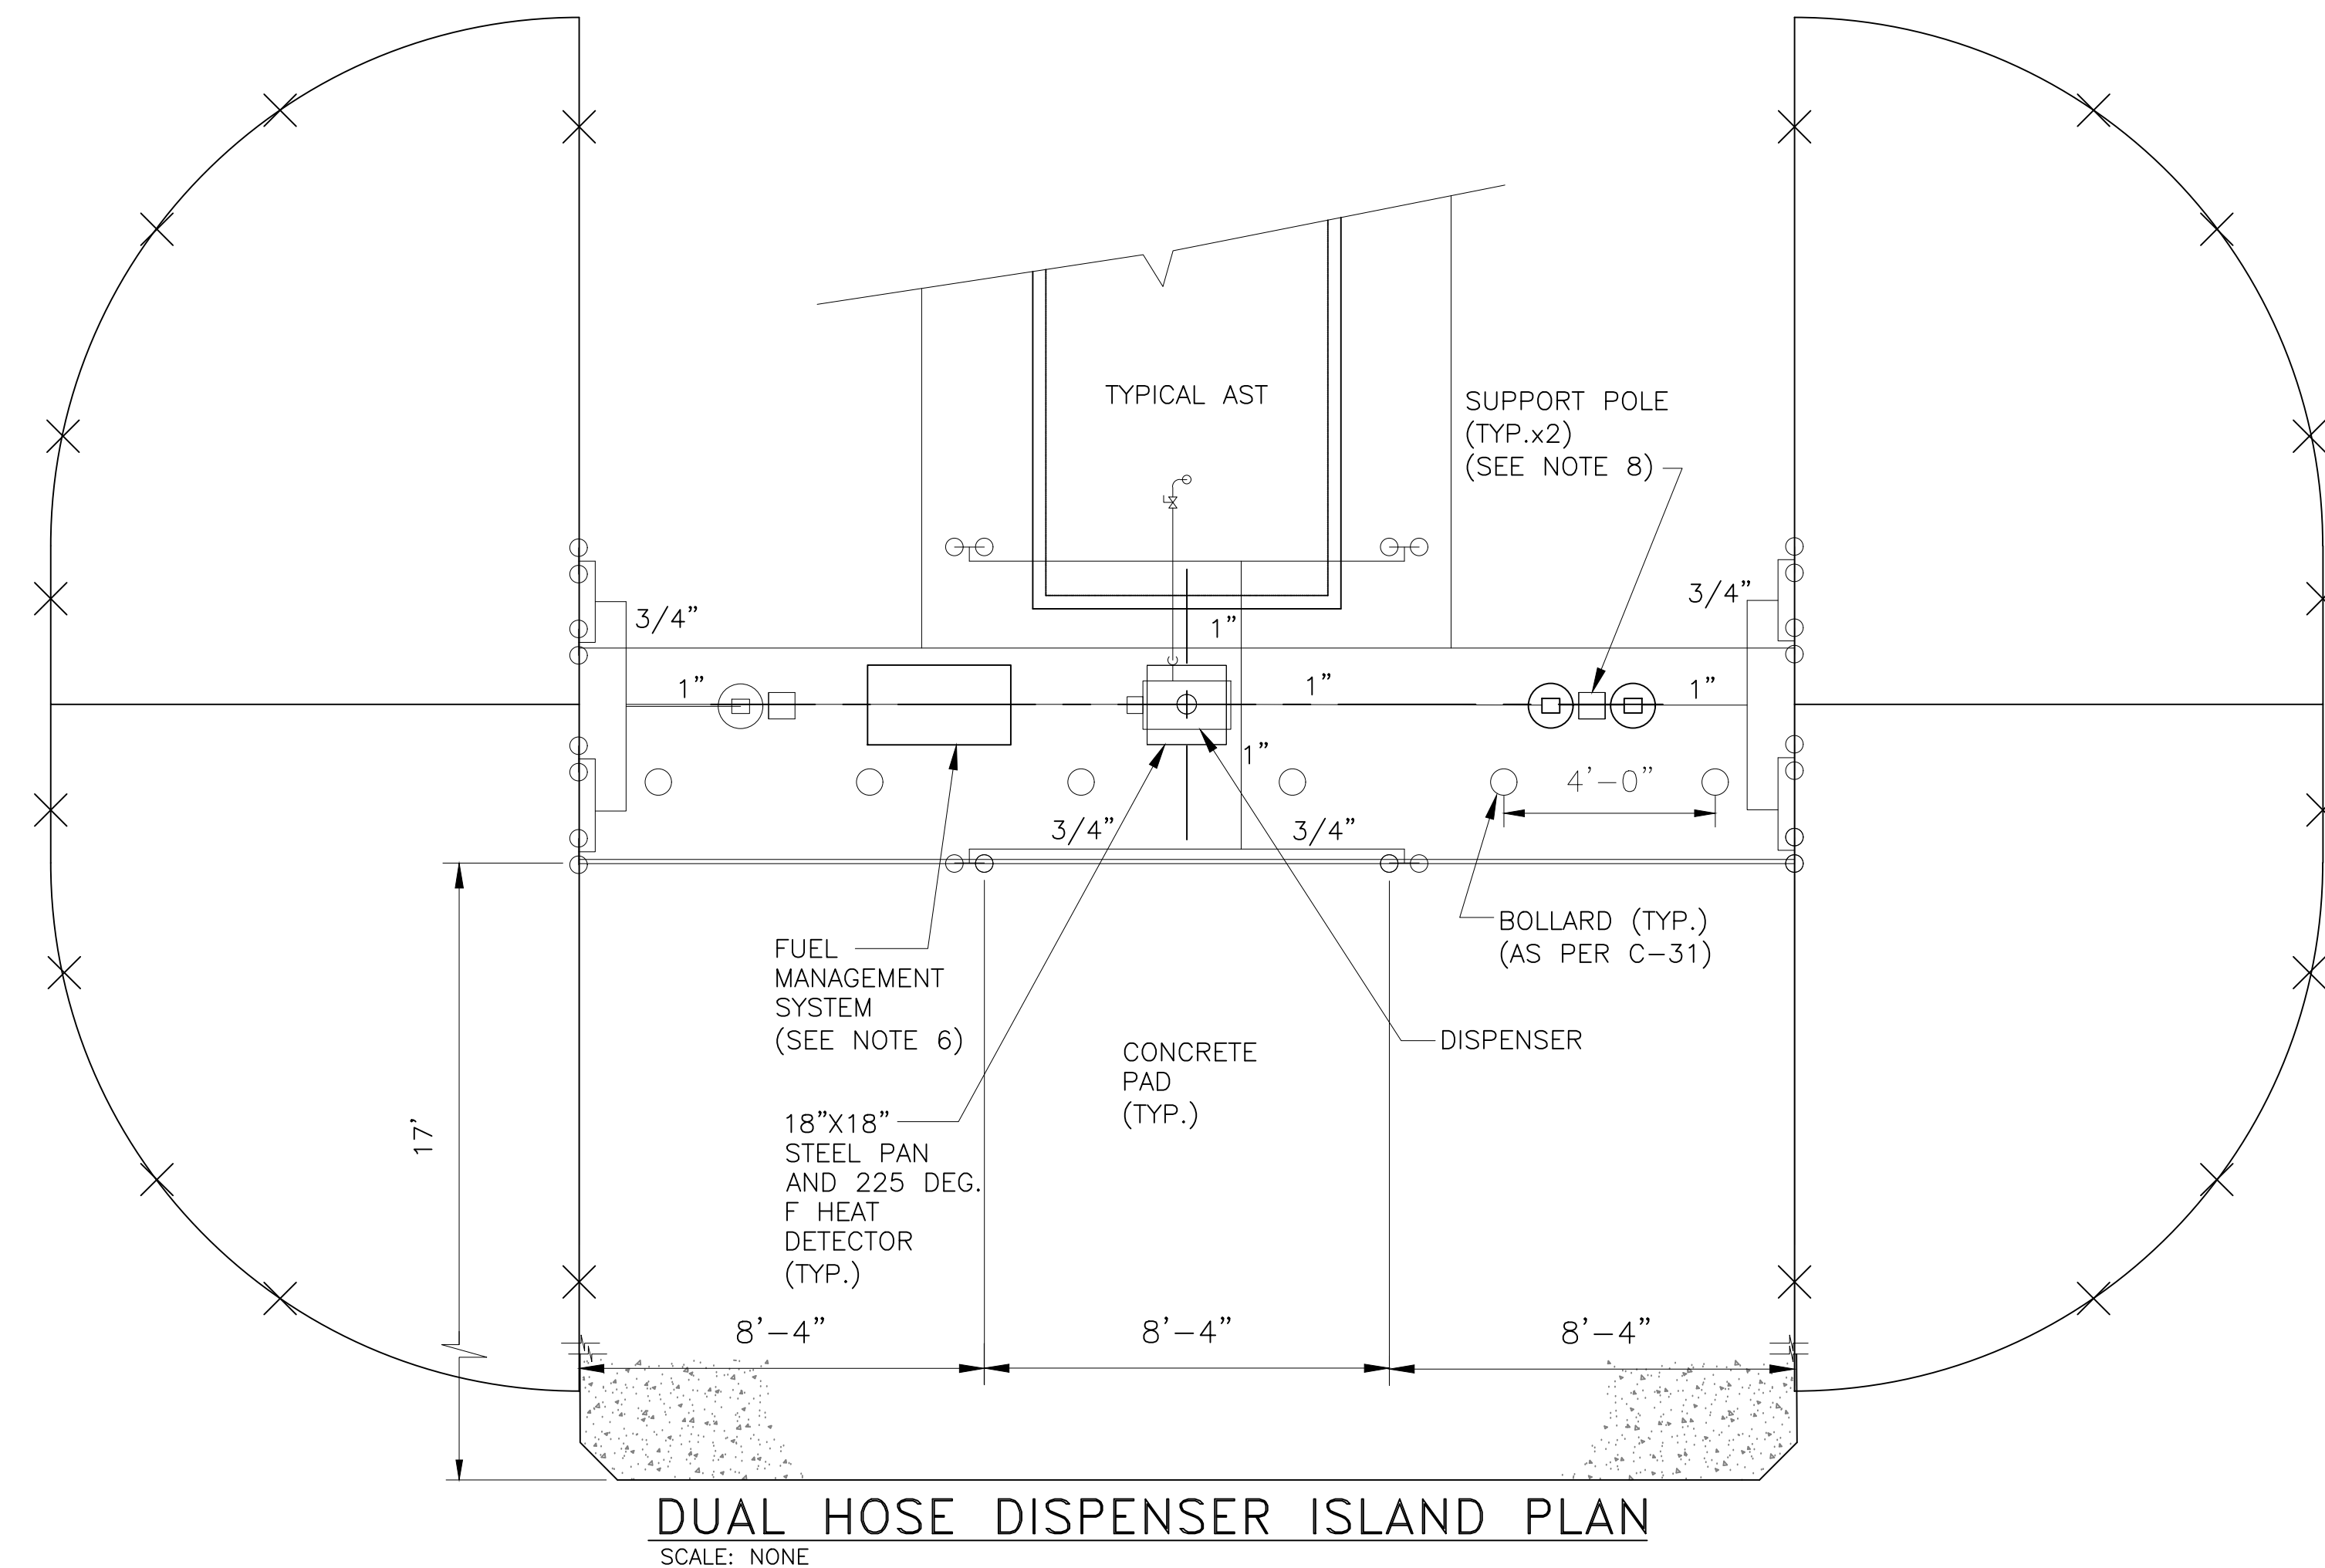 TYPICAL AST
SUPPORT POLE
(TYP.x2)
(SEE NOTE 8)
3/4"
3/4"
1"
1"
1"
1"
1"
4'-0"
3/4"
3/4"
BOLLARD (TYP.)
(AS PER C-31)
FUEL
MANAGEMENT
SYSTEM
(SEE NOTE 6)
DISPENSER
CONCRETE
PAD
(TYP.)
18"X18"
STEEL PAN
AND 225 DEG.
F HEAT
DETECTOR
(TYP.)
17'
8'-4"
8'-4"
8'-4"
DUAL HOSE DISPENSER ISLAND PLAN
SCALE: NONE